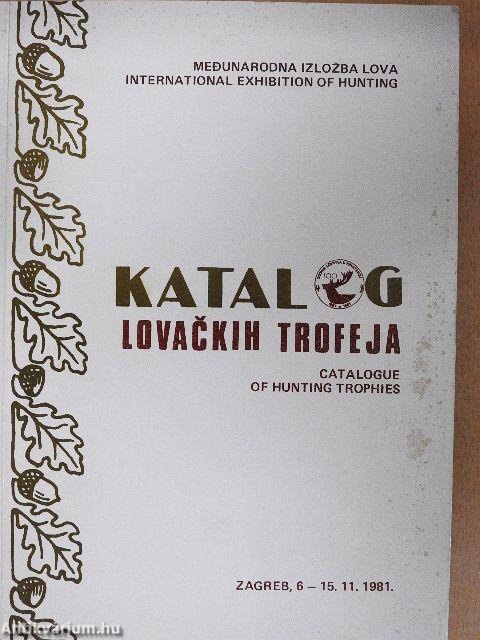 MEĐUNARODNA IZLOŽBA LOVA
INTERNATIONAL EXHIBITION OF HUNTING
KATALOG
LOVAČKIH TROFEJA
CATALOGUE
OF HUNTING TROPHIES
ZAGREB, 6 – 15. 11. 1981.
Antikvarium.hu